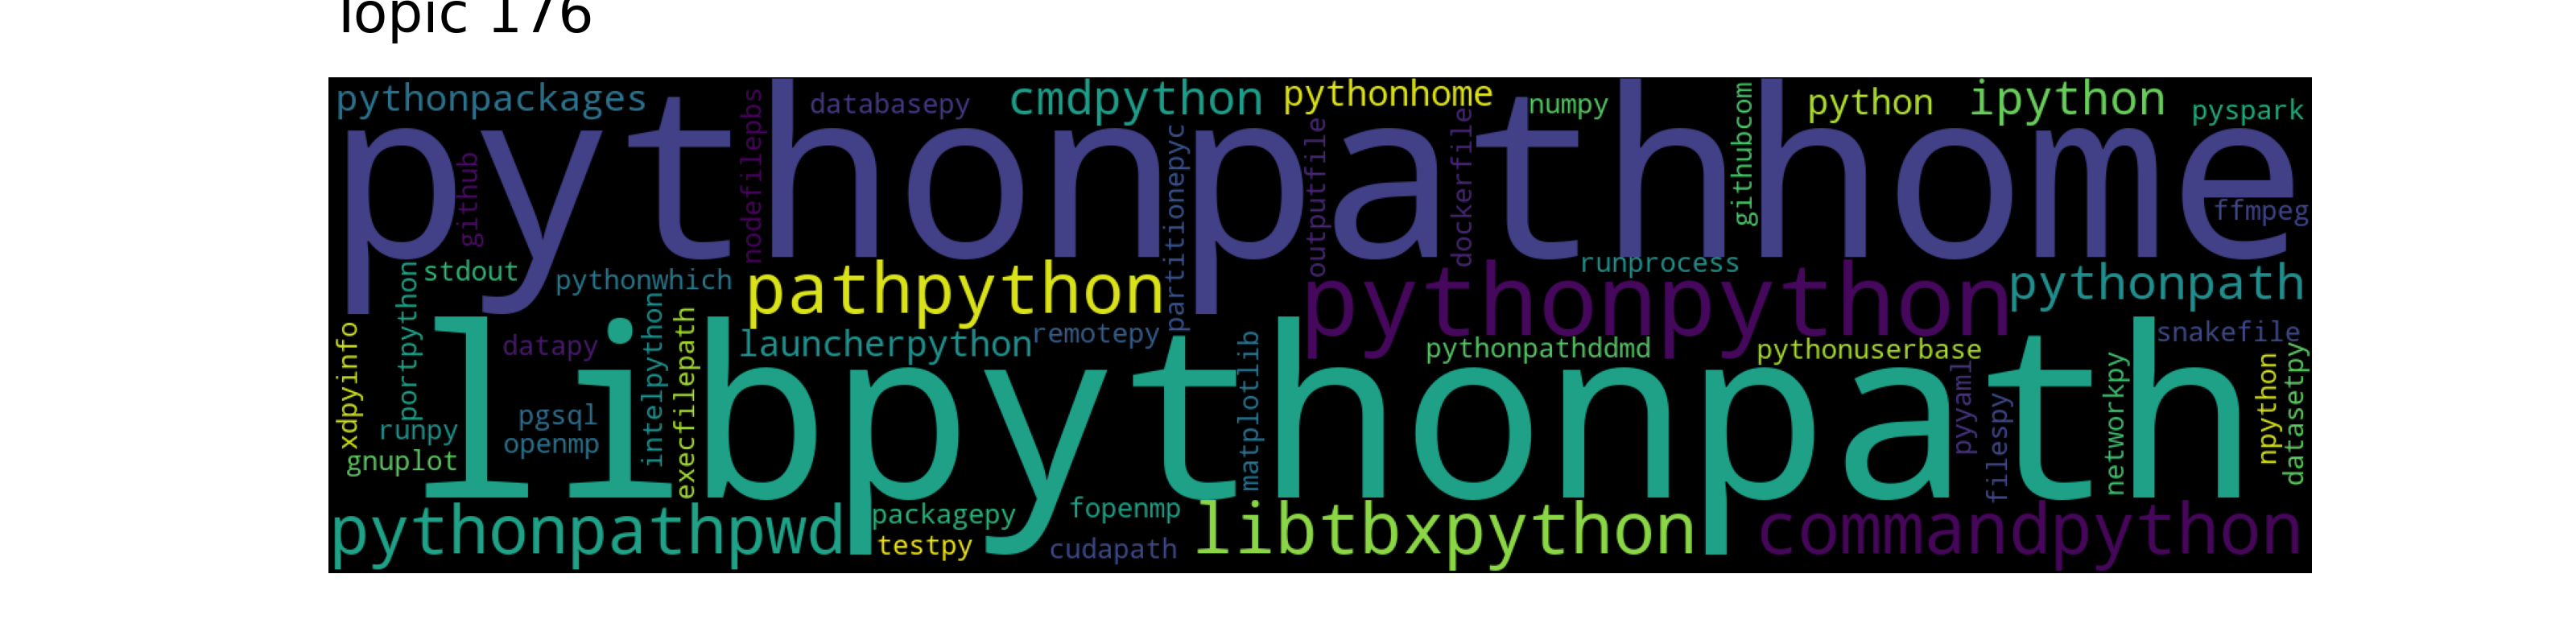 Topic 176
pythonpackages
databasepy
cmdpython
pythonhome
numpy
python
ipython
pyspark
pythonpathhome
github
nodefilepbs
partitionepyc
outputfile
dockerfile
githubcom
ffmpeg
stdout
pythonwhich
pathpython
runprocess
pythonpython
pythonpath
portpython
xdpyinfo
datapy
intelpython
execfilepath
launcherpython
remotepy
matplotlib
pythonpathddmd
pythonuserbase
snakefile
libpythonpath
runpy
gnuplot
pgsql
openmp
pyyaml
filespy
networkpy
npython
datasetpy
pythonpathpwd
packagepy
testpy
fopenmp
cudapath
libtbxpython
commandpython